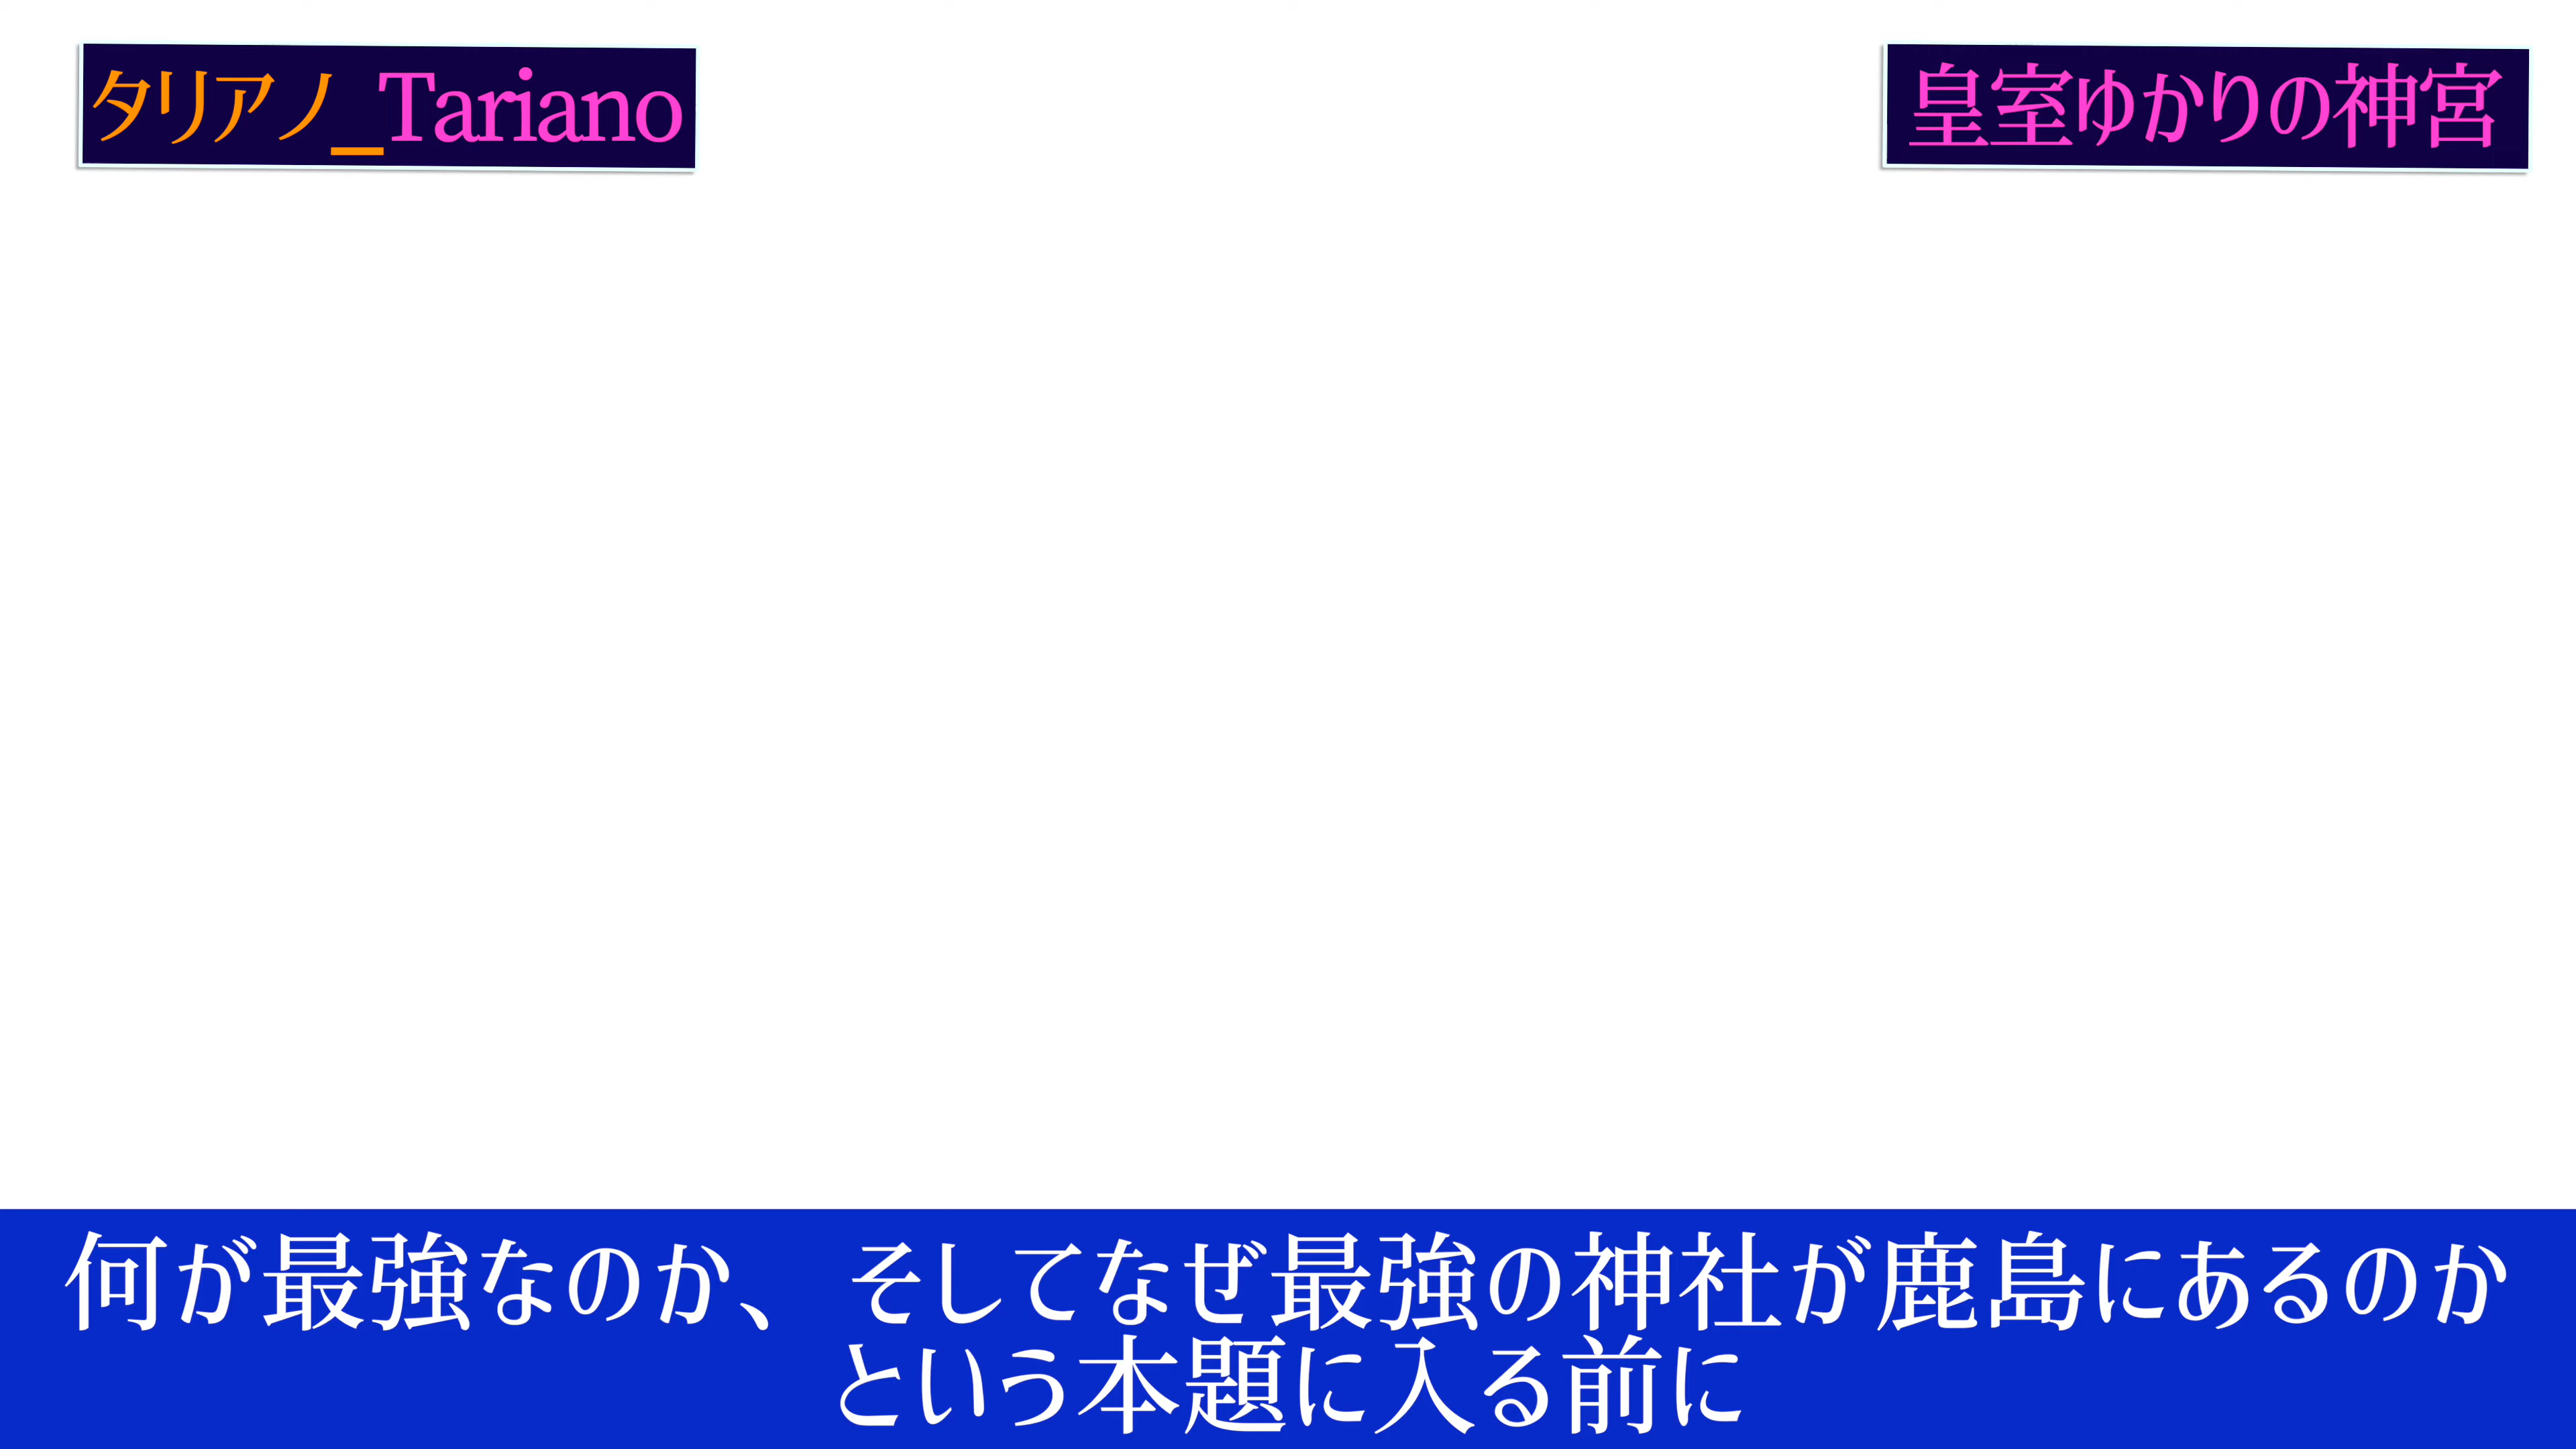 タリアノ_Tariano
皇室ゆかりの神宮
何が最強なのか、 そしてなぜ最強の神社が鹿島にあるのか
という本題に入る前に